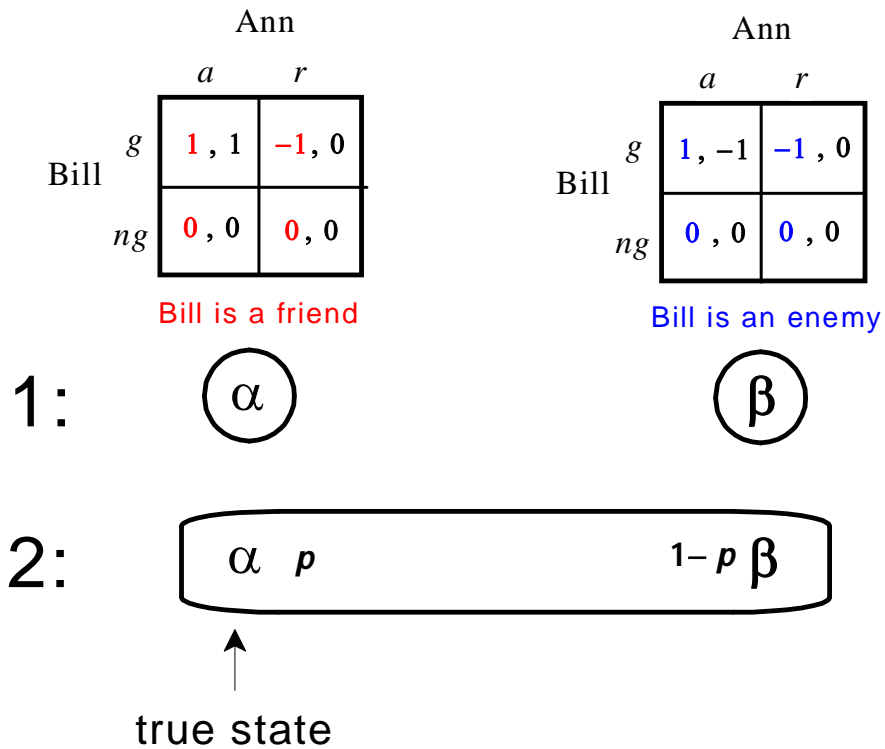 Ann
a r
g 1 , 1 −1, 0
Bill
ng 0 , 0 0, 0
Bill is a friend
Ann
a r
g 1, −1 −1 , 0
Bill
ng 0 , 0 0 , 0
Bill is an enemy
1: α β
2: α p 1− p β
true state